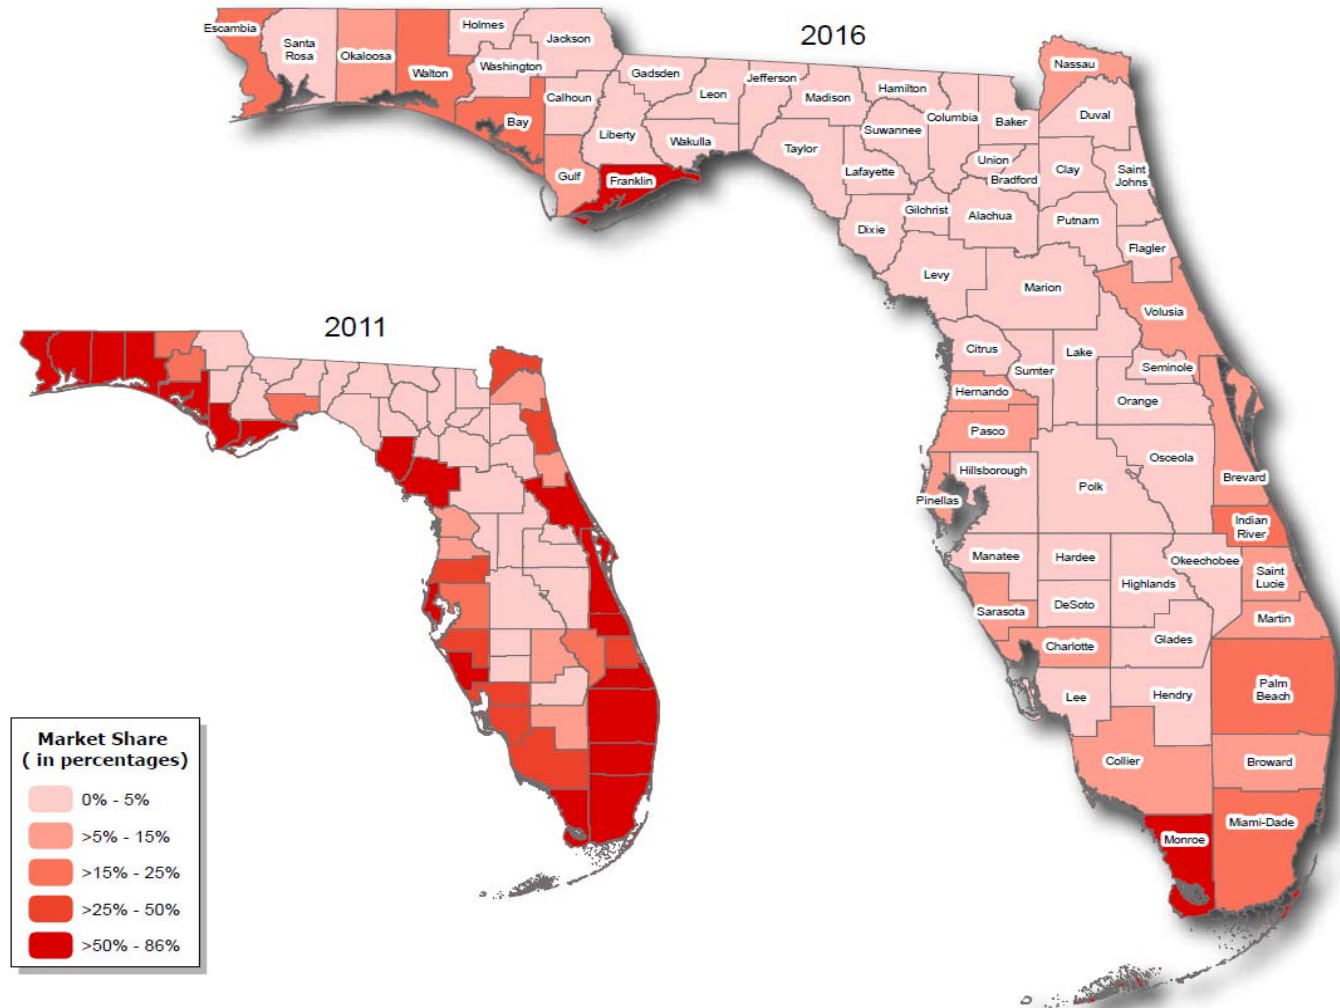 2016
Escambia
Santa
Rosa
Okaloosa
Walton
Holmes
Washington
Jackson
Bay
Calhoun
Gulf
Liberty
Franklin
Gadsden
Leon
Wakulla
Jefferson
Madison
Taylor
Hamilton
Suwannee
Lafayette
Columbia
Baker
Union
Bradford
Nassau
Duval
Clay
Saint
Johns
Dixie
Gilchrist
Alachua
Putnam
Flagler
Levy
Marion
Volusia
Citrus
Sumter
Lake
Seminole
Hernando
Orange
Pasco
Hillsborough
Pinellas
Polk
Osceola
Brevard
Indian
River
Manatee
Hardee
Highlands
Okeechobee
Saint
Lucie
Sarasota
DeSoto
Martin
Charlotte
Glades
Lee
Hendry
Palm
Beach
Collier
Broward
Monroe
Miami-Dade
2011
Market Share
( in percentages)
0% - 5%
>5% - 15%
>15% - 25%
>25% - 50%
>50% - 86%